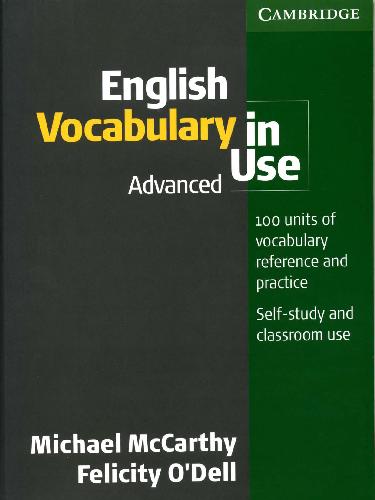 CAMBRIDGE
English
Vocabulary in
Advanced Use
100 units of
vocabulary
reference and
practice
Self-study and
classroom use
Michael McCarthy
Felicity O'Dell